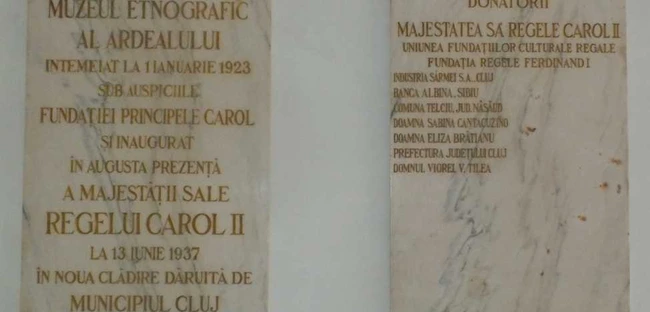 MUZEUL ETNOGRAFIC
AL ARDEALULUI
INTEMEIAT LA 1 IANUARIE 1923
SUB AUSPICIILE
FUNDAȚIEI PRINCIPELE CAROL
ȘI INAUGURAT
ÎN AUGUSTA PREZENȚĂ
A MAJESTĂȚII SALE
REGELUI CAROL II
LA 13 IUNIE 1937
ÎN NOUA CLĂDIRE DĂRUITĂ DE
MUNICIPIUL CLUJ
DONATORII
MAJESTATEA SA REGELE CAROL II
UNIUNEA FUNDAȚIILOR CULTURALE REGALE
FUNDAȚIA REGELE FERDINAND I
INDUSTRIA SÂRMEI S.A., CLUJ
BANCA ALBINA, SIBIU
COMUNA TELCIU, JUD. NĂSĂUD
DOAMNA SABINA CANTACUZINO
DOAMNA ELIZA BRĂTIANU
PREFECTURA JUDEȚULUI CLUJ
DOMNUL VIOREL V. TILEA